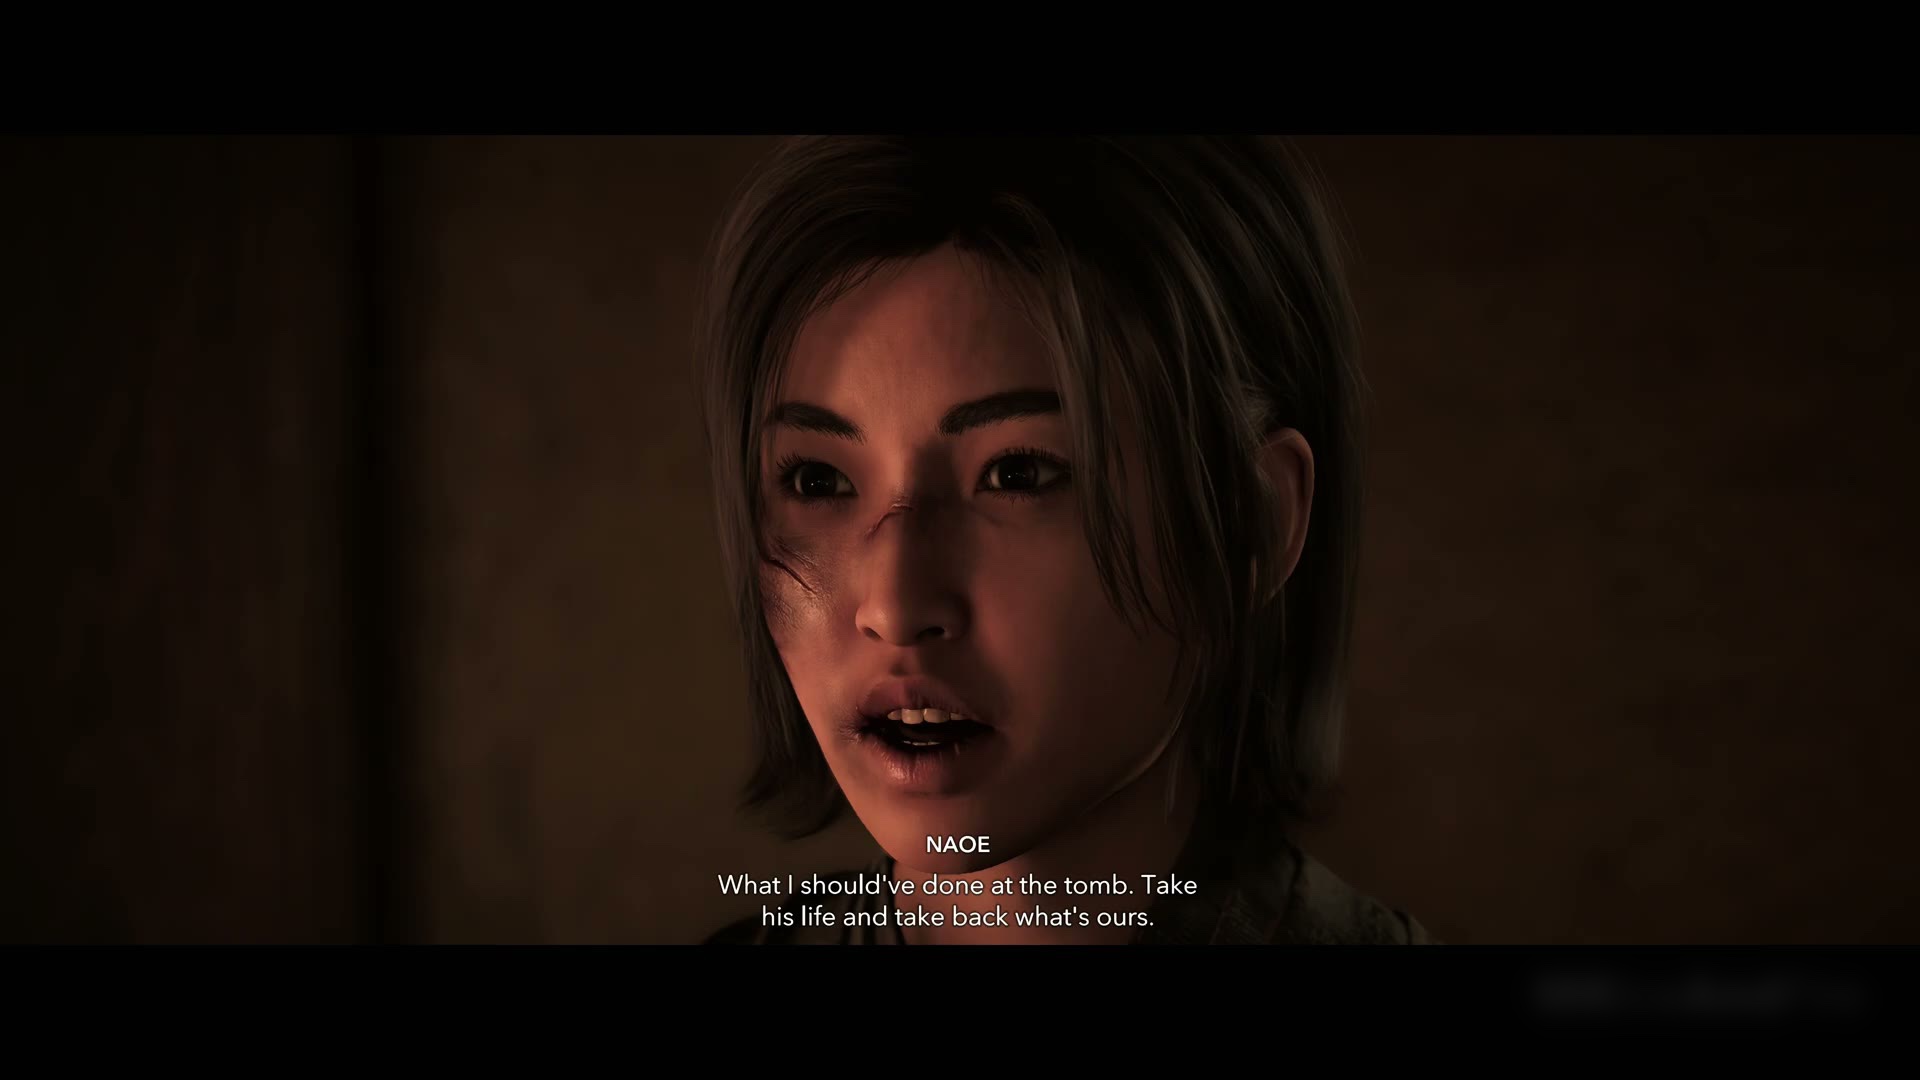 NAOE
What I should've done at the tomb. Take
his life and take back what's ours.